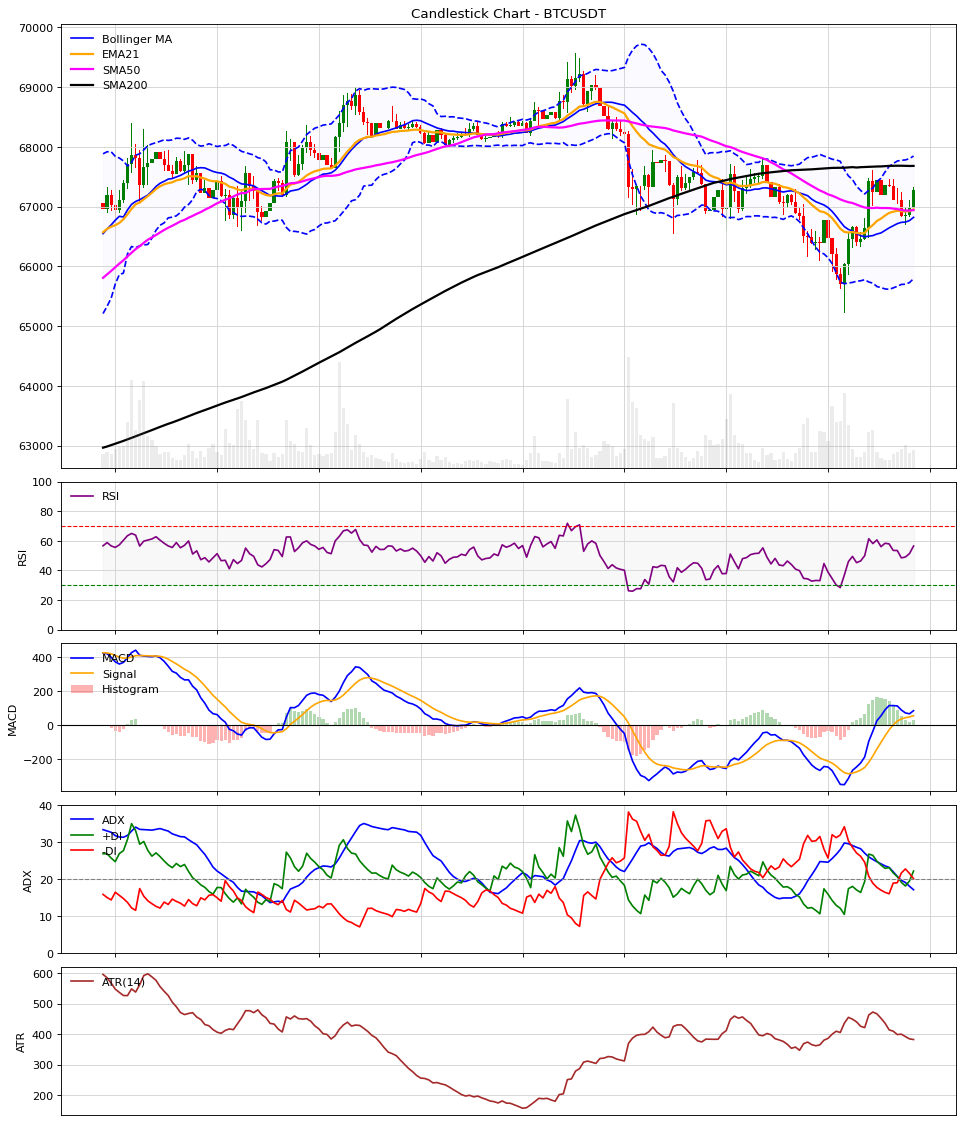 Candlestick Chart - BTCUSDT
70000
69000
68000
67000
66000
65000
64000
63000
Bollinger MA
EMA21
SMA50
SMA200
100
80
60
40
20
0
RSI
RSI
400
200
0
−200
MACD
MACD
Signal
Histogram
40
30
20
10
0
ADX
ADX
+DI
-DI
600
500
400
300
200
ATR
ATR(14)